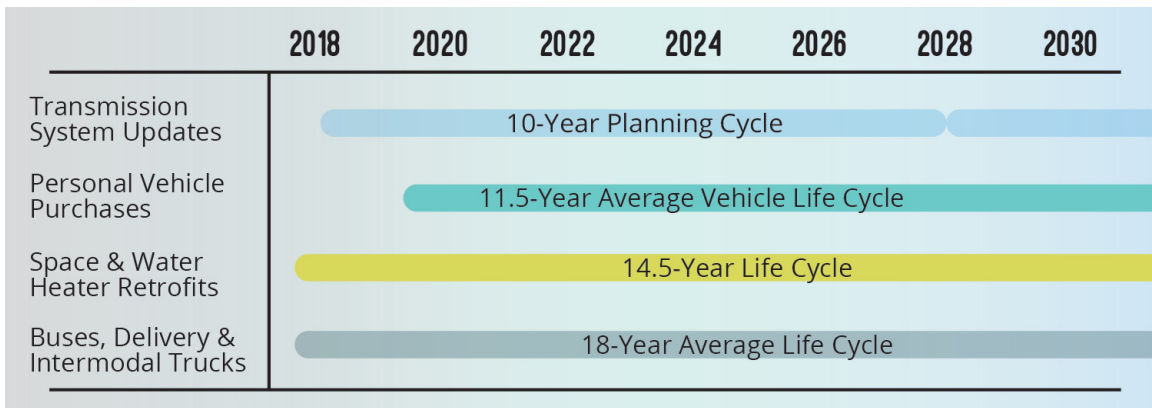 2018 2020 2022 2024 2026 2028 2030
Transmission
System Updates
10-Year Planning Cycle
Personal Vehicle
Purchases
11.5-Year Average Vehicle Life Cycle
Space & Water
Heater Retrofits
14.5-Year Life Cycle
Buses, Delivery &
Intermodal Trucks
18-Year Average Life Cycle